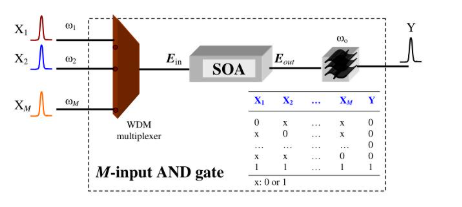 X1 ω1
X2 ω2
XM ωM
WDM
multiplexer
Ein
SOA
Eout
ωo
Y
X1 X2 … XM Y
0 x … x 0
x 0 … x 0
… … … 0
x x … 0 0
1 1 … 1 1
x: 0 or 1
M-input AND gate